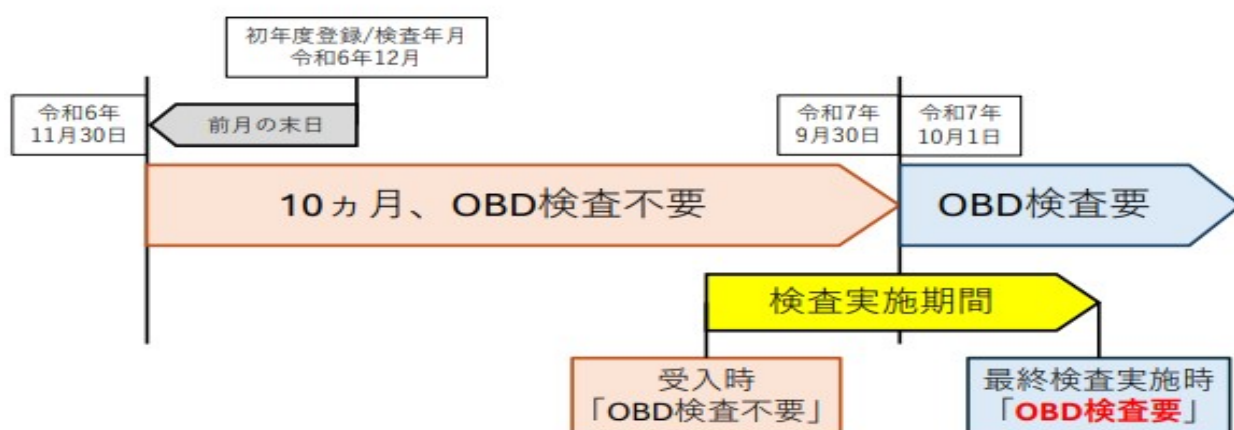 初年度登録/検査年月
令和6年12月
令和6年
11月30日
前月の末日
令和7年
9月30日
令和7年
10月1日
10ヵ月、OBD検査不要
OBD検査要
検査実施期間
受入時
「OBD検査不要」
最終検査実施時
「OBD検査要」